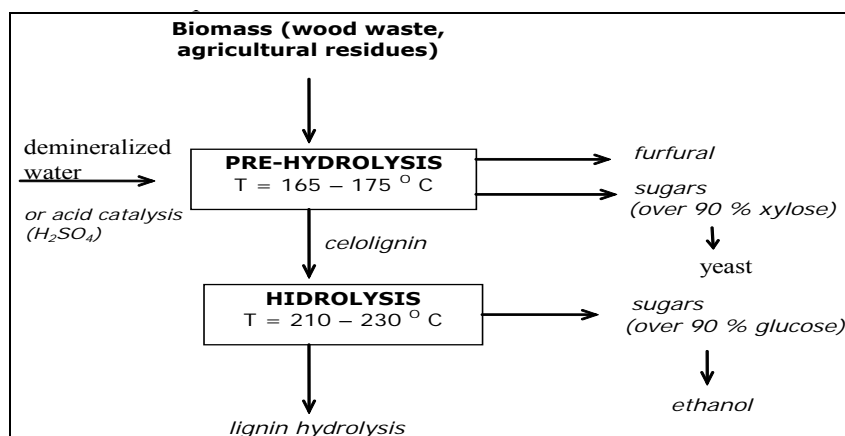 Biomass (wood waste,
agricultural residues)
demineralized
water
or acid catalysis
(H₂SO₄)
PRE-HYDROLYSIS
T = 165 – 175 ᴼ C
furfural
sugars
(over 90 % xylose)
yeast
celolignin
HIDROLYSIS
T = 210 – 230 ᴼ C
sugars
(over 90 % glucose)
ethanol
lignin hydrolysis